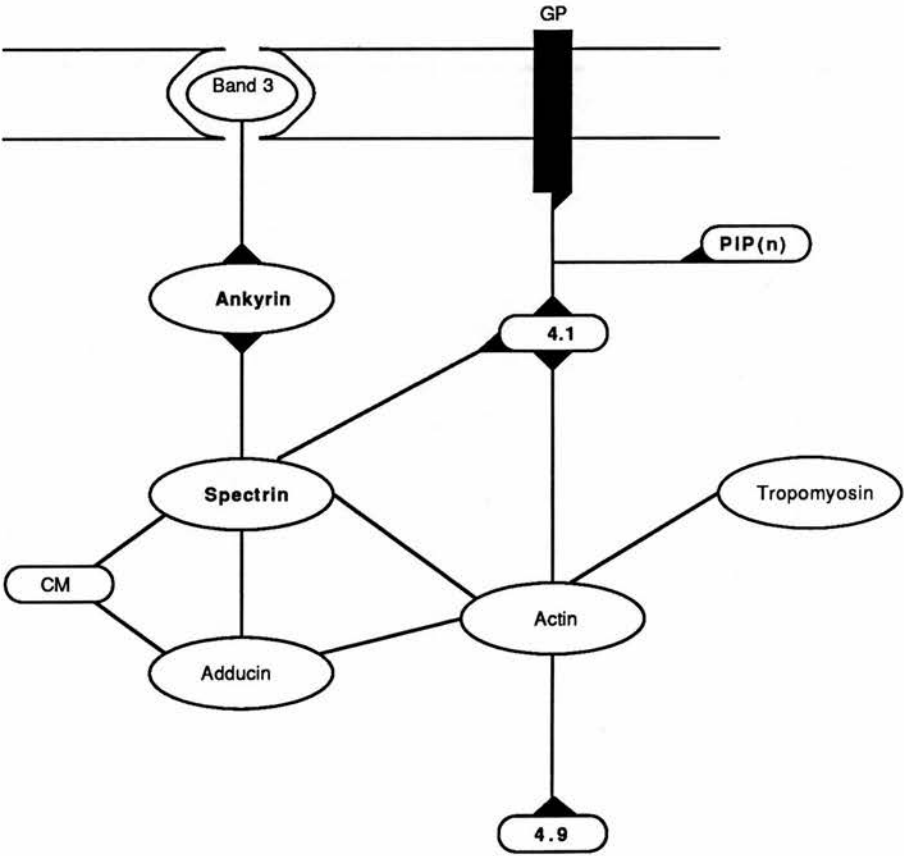 GP
Band 3
PIP(n)
Ankyrin
4.1
Spectrin
Tropomyosin
CM
Actin
Adducin
4.9